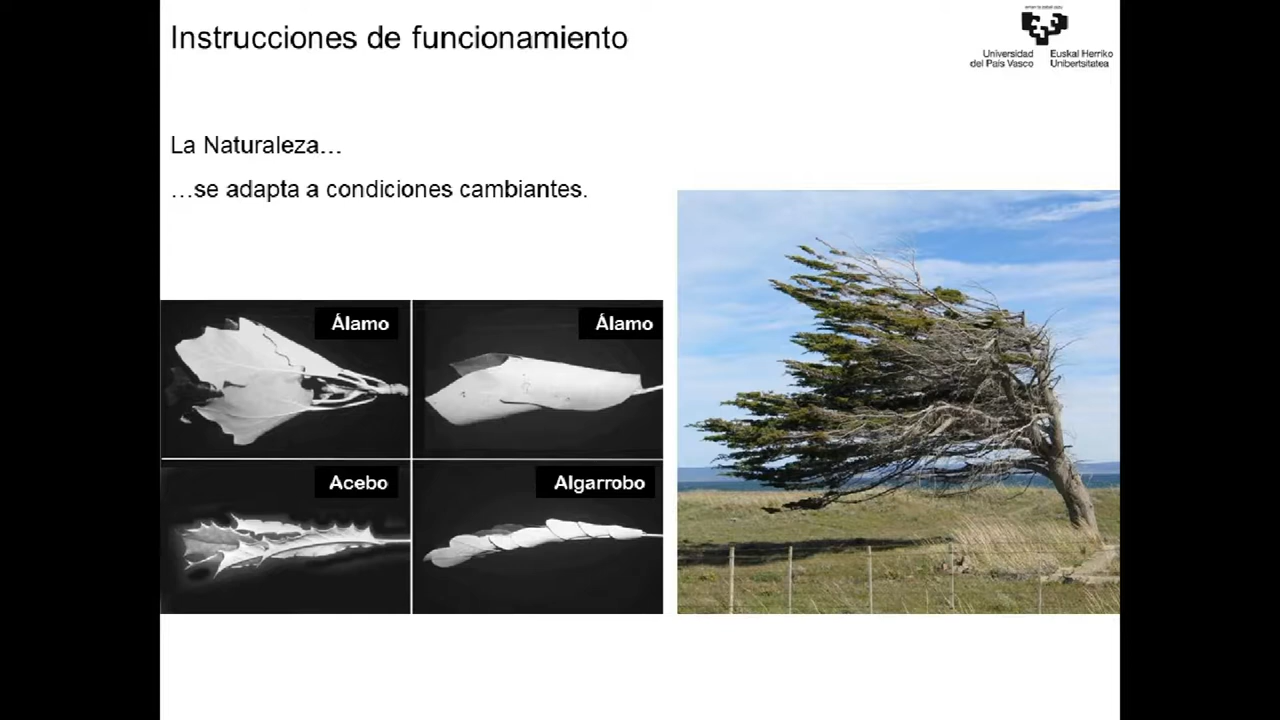 Instrucciones de funcionamiento
Universidad
del País Vasco
Euskal Herriko
Unibertsitatea
La Naturaleza…
…se adapta a condiciones cambiantes.
Álamo
Álamo
Acebo
Algarrobo